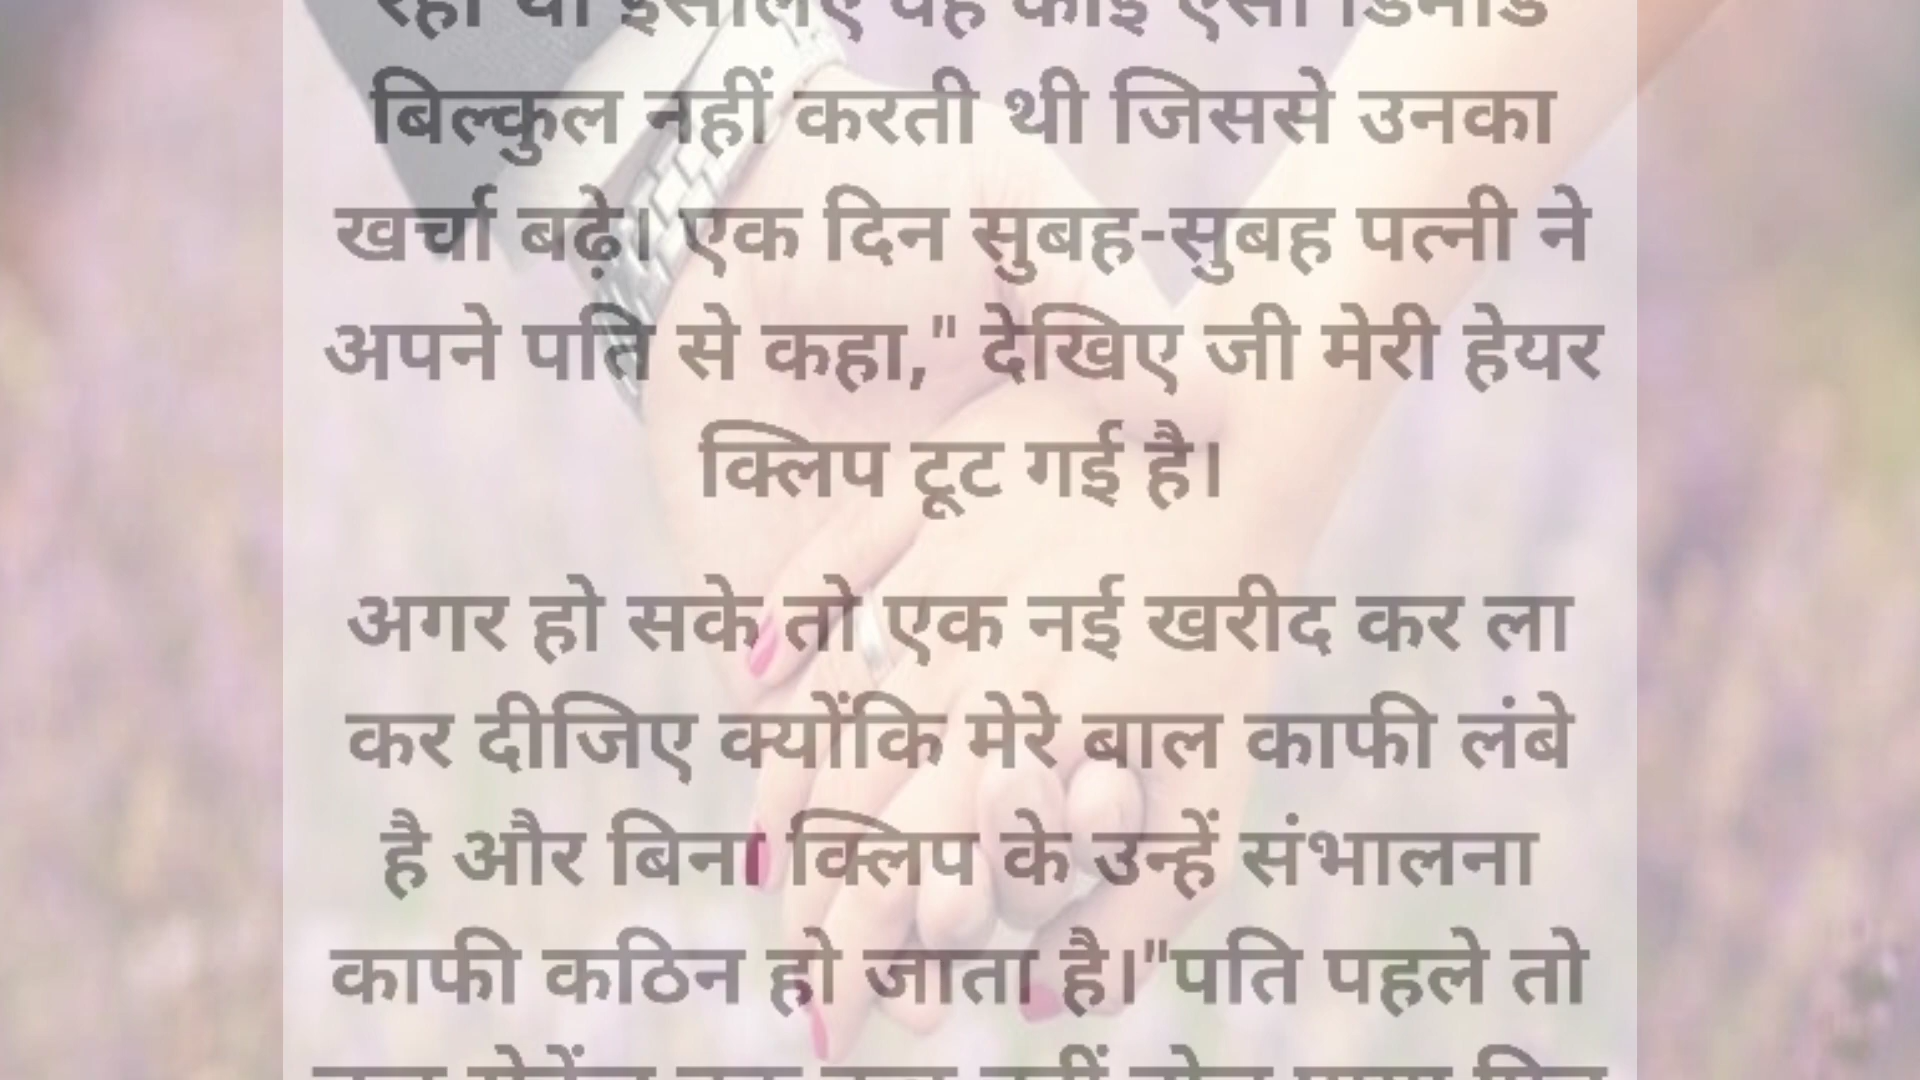 रहा था इसलिए वह कोई ऐसी डिमांड
बिल्कुल नहीं करती थी जिससे उनका
खर्चा बढ़े। एक दिन सुबह-सुबह पत्नी ने
अपने पति से कहा," देखिए जी मेरी हेयर
क्लिप टूट गई है।
अगर हो सके तो एक नई खरीद कर ला
कर दीजिए क्योंकि मेरे बाल काफी लंबे
है और बिना क्लिप के उन्हें संभालना
काफी कठिन हो जाता है।"पति पहले तो